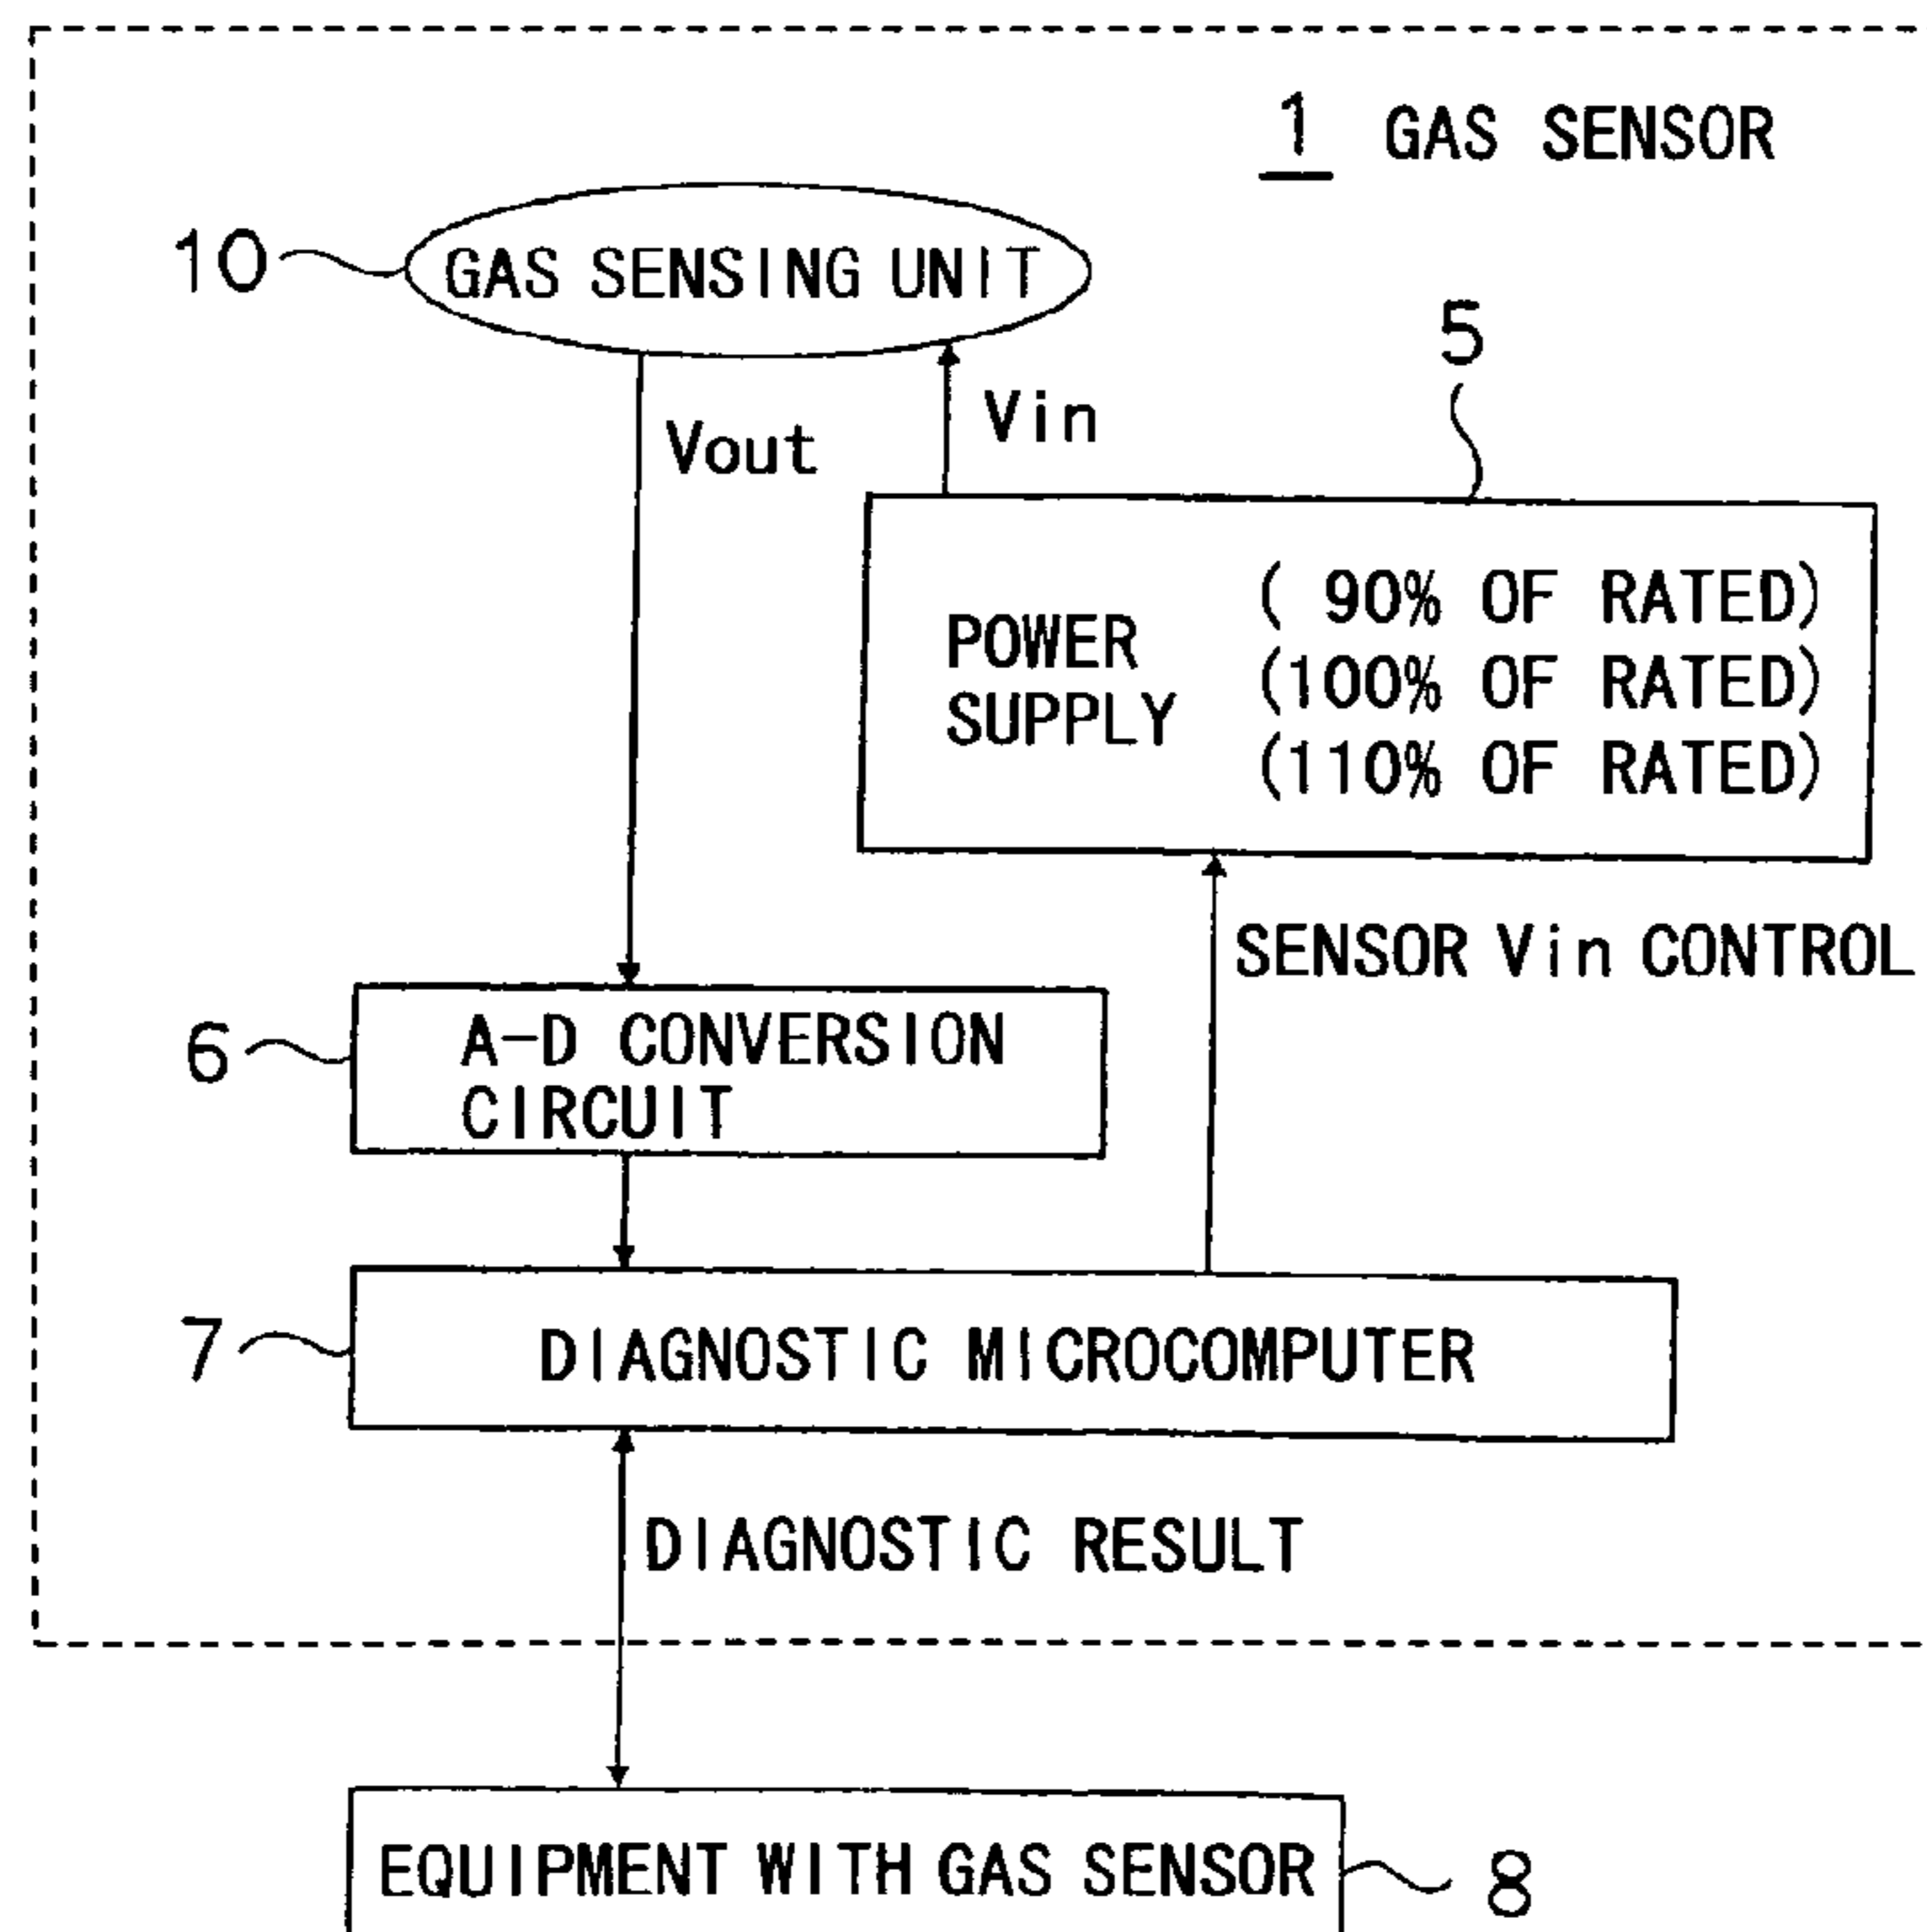 1 GAS SENSOR
10 GAS SENSING UNIT
5
Vout
Vin
POWER
SUPPLY
( 90% OF RATED)
(100% OF RATED)
(110% OF RATED)
SENSOR Vin CONTROL
6
A-D CONVERSION
CIRCUIT
7 DIAGNOSTIC MICROCOMPUTER
DIAGNOSTIC RESULT
EQUIPMENT WITH GAS SENSOR 8